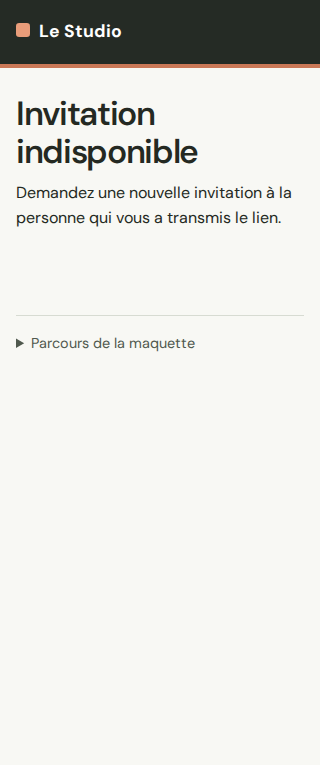 Le Studio
Invitation
indisponible
Demandez une nouvelle invitation à la
personne qui vous a transmis le lien.
Parcours de la maquette